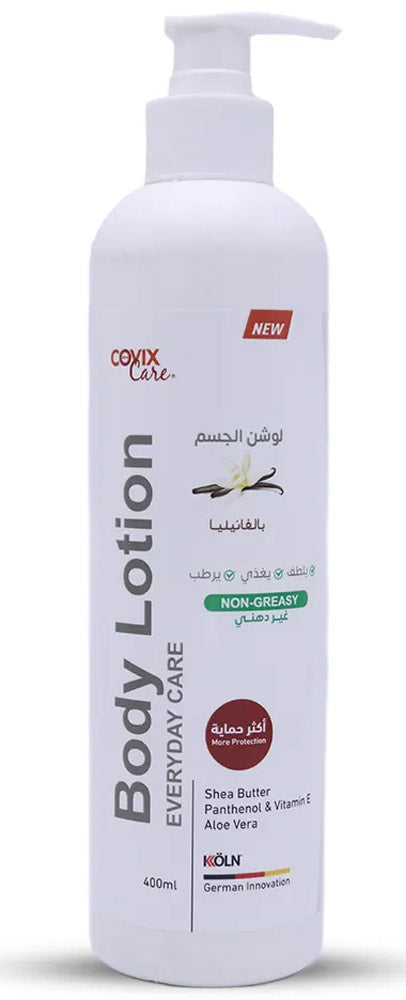 NEW
COVIX
Care®
لوشن الجسم
بالفانيليا
يلطف يغذي يرطب
NON-GREASY
غير دهني
Body Lotion
EVERYDAY CARE
أكثر حماية
More Protection
Shea Butter
Panthenol & Vitamin E
Aloe Vera
400ml
KÖLN
German Innovation